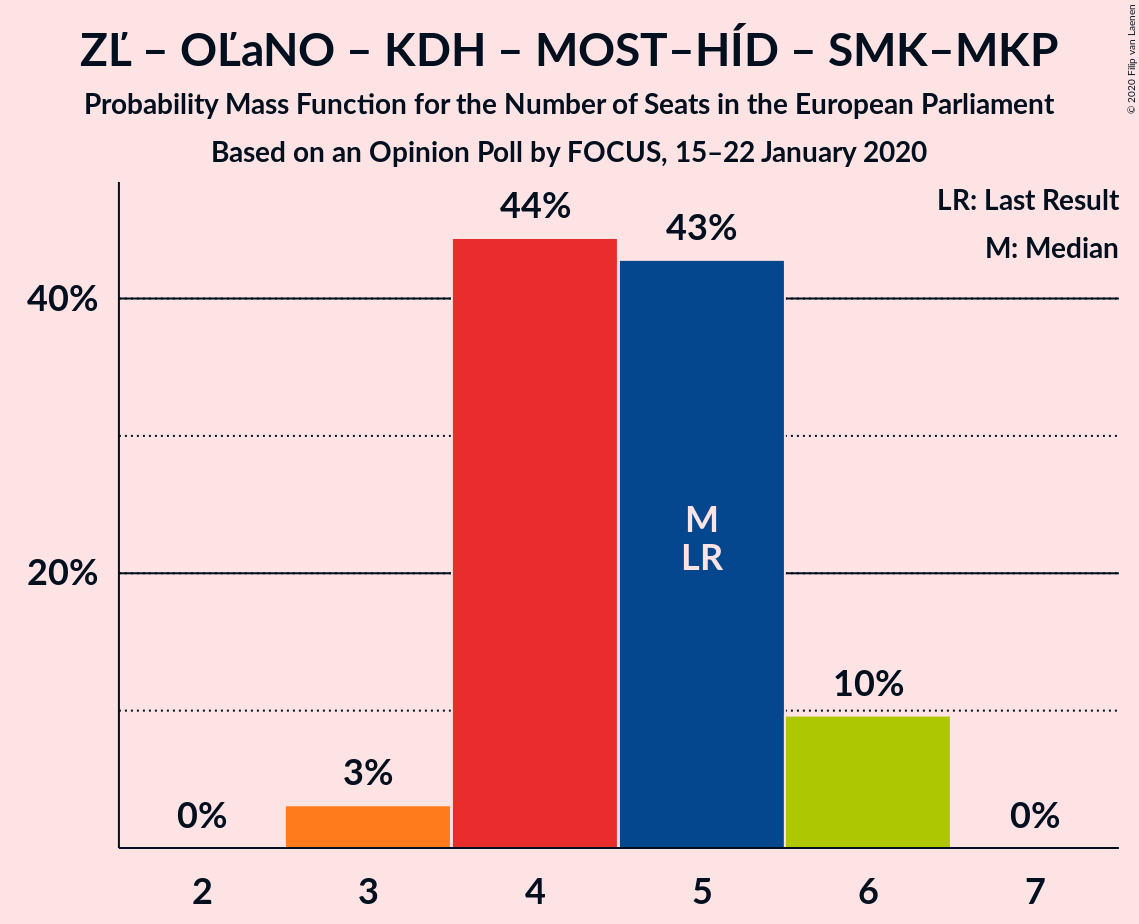 ZĽ – OĽaNO – KDH – MOST–HÍD – SMK–MKP
Probability Mass Function for the Number of Seats in the European Parliament
Based on an Opinion Poll by FOCUS, 15–22 January 2020
© 2020 Filip van Laenen
LR: Last Result
M: Median
44%
43%
40%
M
LR
20%
10%
3%
0%
0%
2
3
4
5
6
7